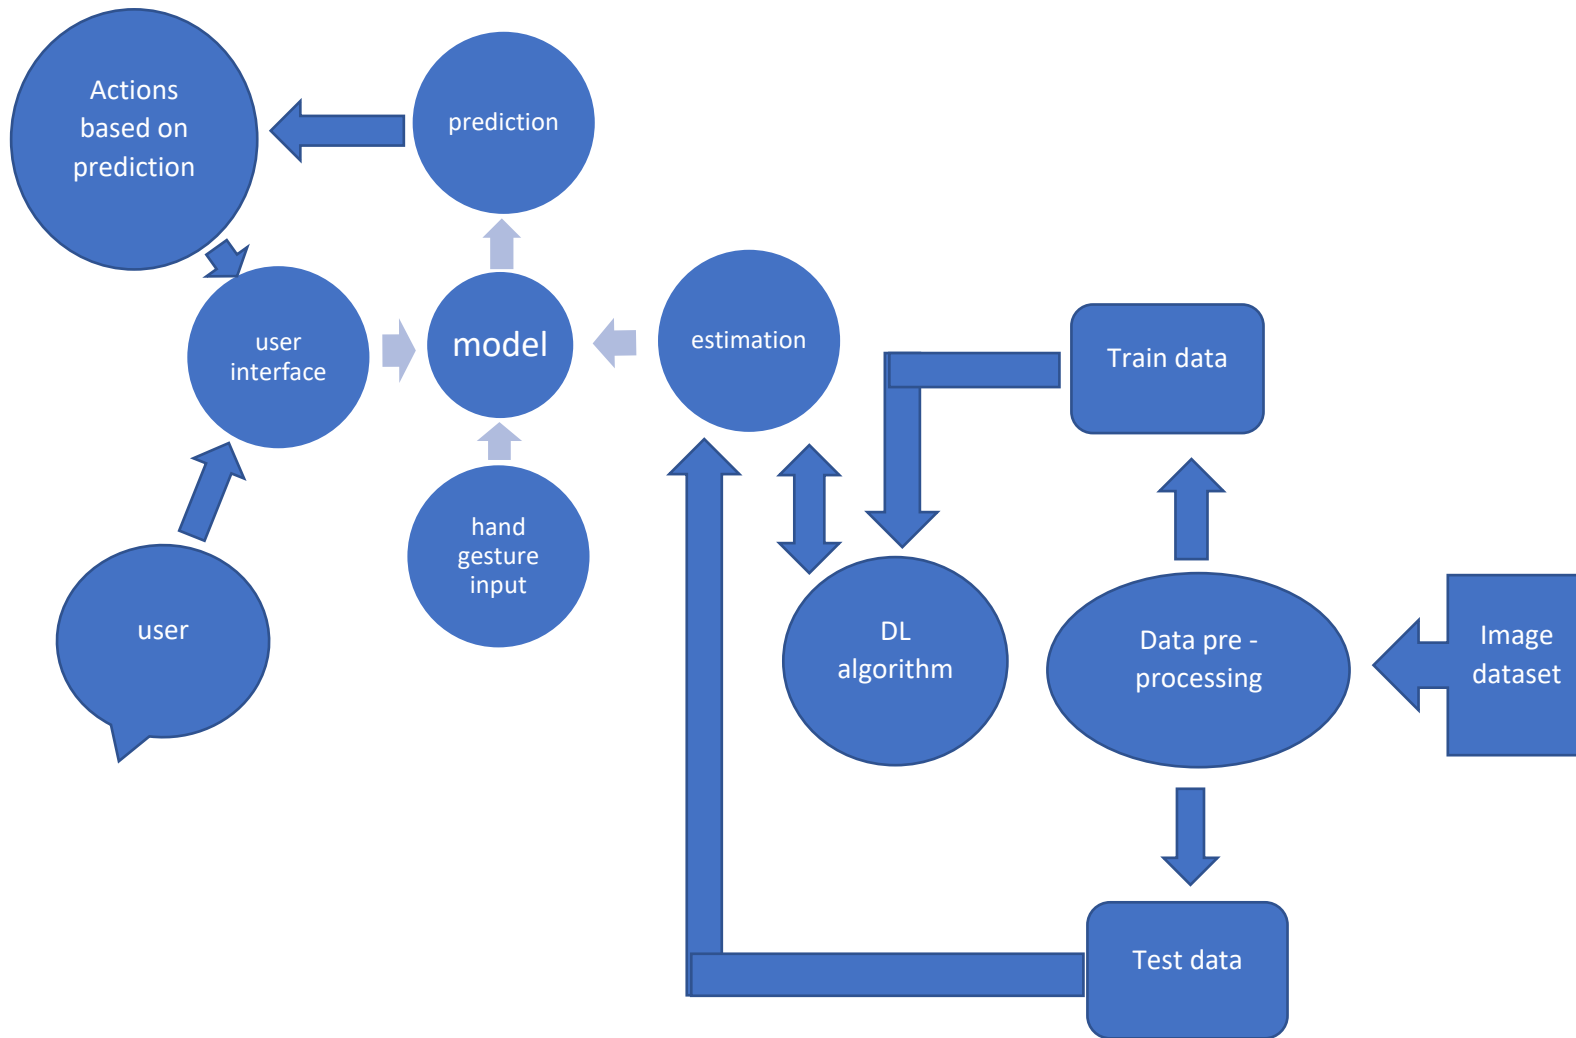 Actions
based on
prediction
prediction
user
interface
model
estimation
Train data
hand
gesture
input
user
DL
algorithm
Data pre -
processing
Image
dataset
Test data